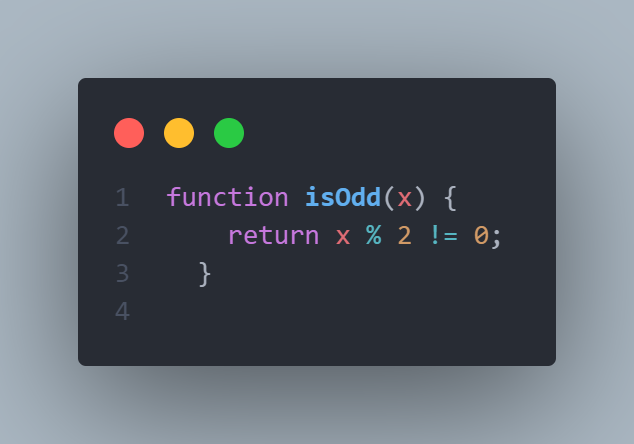 1 function isOdd(x) {
2     return x % 2 != 0;
3   }
4